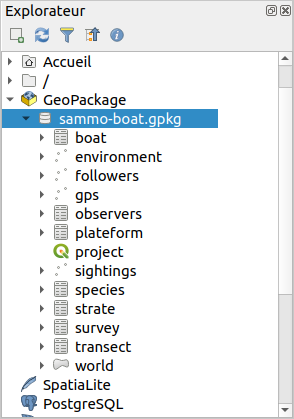 Explorateur
Accueil
/
GeoPackage
sammo-boat.gpkg
boat
environment
followers
gps
observers
plateform
project
sightings
species
strate
survey
transect
world
SpatiaLite
PostgreSQL